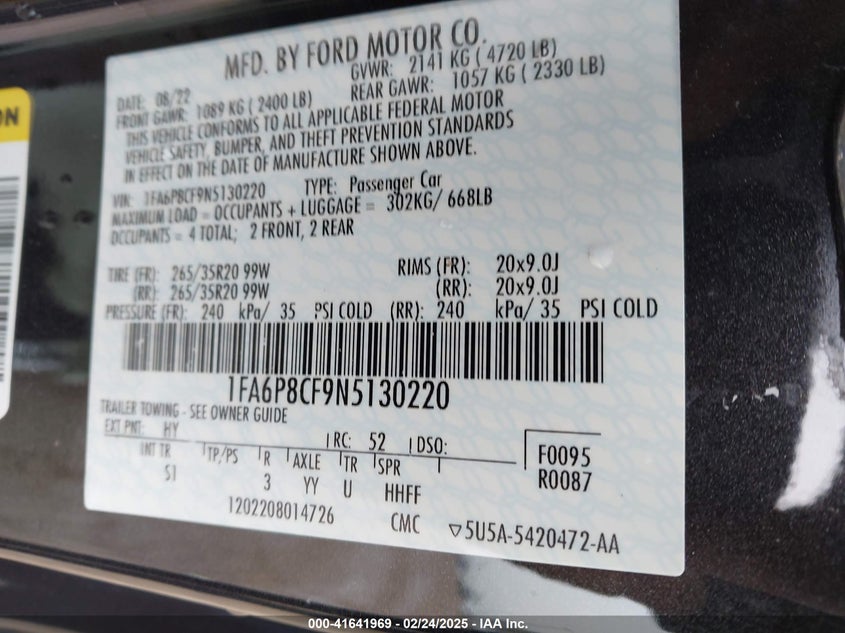 ON
MFD. BY FORD MOTOR CO.
DATE: 08/22 GVWR: 2141 KG ( 4720 LB)
FRONT GAWR: 1089 KG ( 2400 LB) REAR GAWR: 1057 KG ( 2330 LB)
THIS VEHICLE CONFORMS TO ALL APPLICABLE FEDERAL MOTOR
VEHICLE SAFETY, BUMPER, AND THEFT PREVENTION STANDARDS
IN EFFECT ON THE DATE OF MANUFACTURE SHOWN ABOVE.
VIN: 1FA6P8CF9N5130220 TYPE: Passenger Car
MAXIMUM LOAD = OCCUPANTS + LUGGAGE = 302KG/ 668LB
OCCUPANTS = 4 TOTAL; 2 FRONT, 2 REAR
TIRE (FR): 265/35R20 99W RIMS (FR): 20x9.0J
(RR): 265/35R20 99W (RR): 20x9.0J
PRESSURE (FR): 240 kPa/ 35 PSI COLD (RR): 240 kPa/ 35 PSI COLD
1FA6P8CF9N5130220
TRAILER TOWING - SEE OWNER GUIDE
EXT PNT: HY RC: 52 DSO: F0095
INT TR TP/PS R AXLE TR SPR R0087
5I 3 YY U HHFF
1202208014726 CMC ▽5U5A-5420472-AA
000-41641969 - 02/24/2025 - IAA Inc.